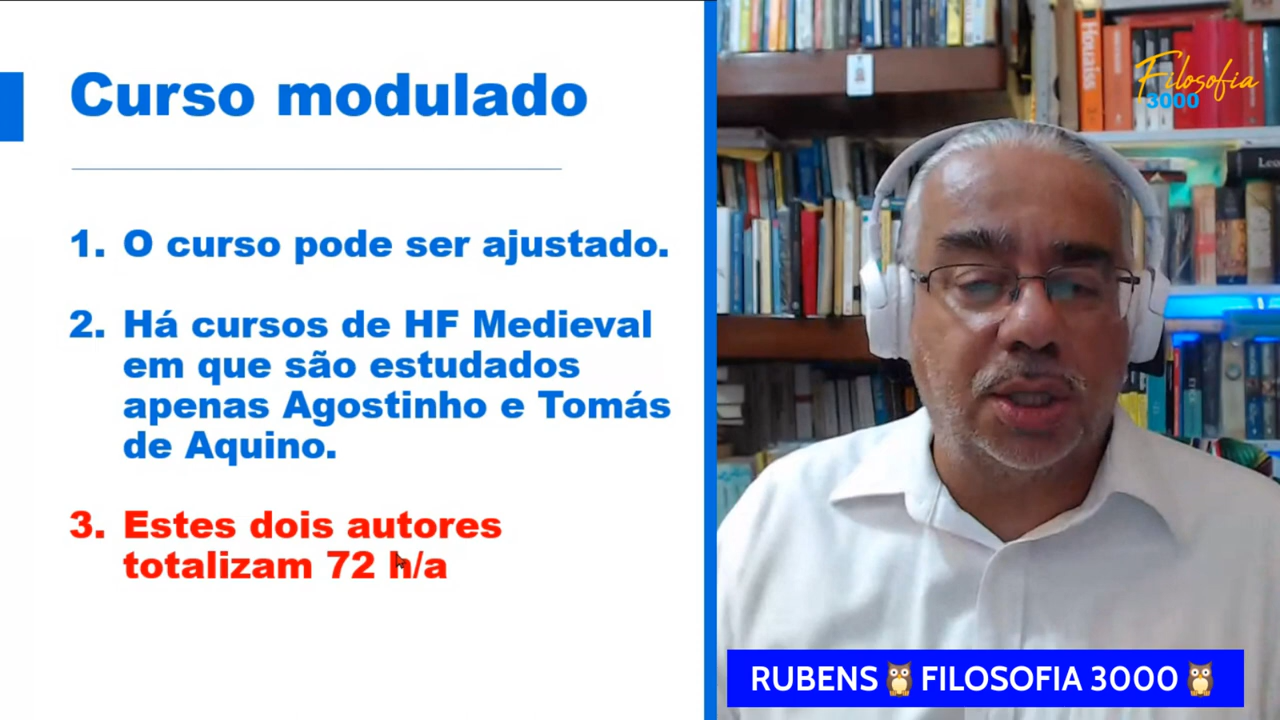 Curso modulado
1. O curso pode ser ajustado.
2. Há cursos de HF Medieval
em que são estudados
apenas Agostinho e Tomás
de Aquino.
3. Estes dois autores
totalizam 72 h/a
Houaiss
Filosofia
3000
RUBENS🦉FILOSOFIA 3000🦉